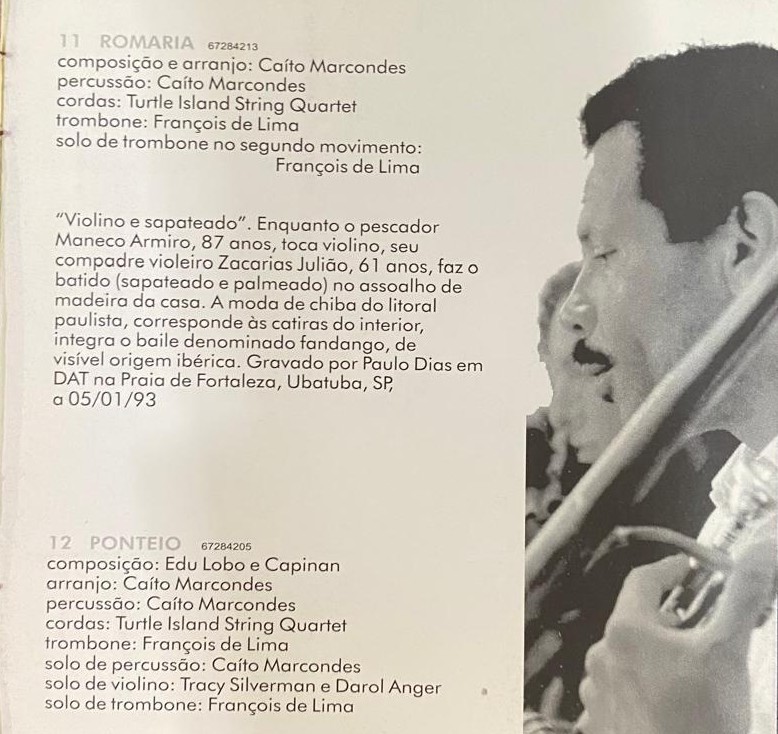 11 ROMARIA 67284213
composição e arranjo: Caíto Marcondes
percussão: Caíto Marcondes
cordas: Turtle Island String Quartet
trombone: François de Lima
solo de trombone no segundo movimento:
François de Lima
“Violino e sapateado”. Enquanto o pescador
Maneco Armiro, 87 anos, toca violino, seu
compadre violeiro Zacarias Julião, 61 anos, faz o
batido (sapateado e palmeado) no assoalho de
madeira da casa. A moda de chiba do litoral
paulista, corresponde às catiras do interior,
integra o baile denominado fandango, de
visível origem ibérica. Gravado por Paulo Dias em
DAT na Praia de Fortaleza, Ubatuba, SP,
a 05/01/93
12 PONTEIO 67284205
composição: Edu Lobo e Capinan
arranjo: Caíto Marcondes
percussão: Caíto Marcondes
cordas: Turtle Island String Quartet
trombone: François de Lima
solo de percussão: Caíto Marcondes
solo de violino: Tracy Silverman e Darol Anger
solo de trombone: François de Lima